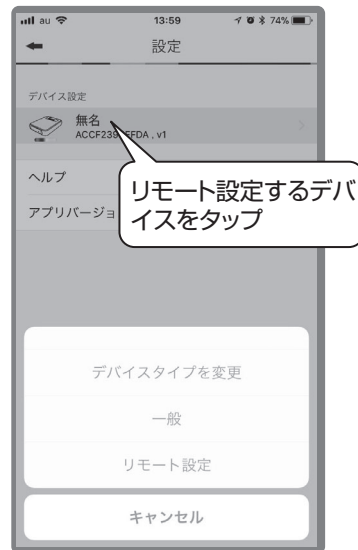 au 13:59 74%
設定
デバイス設定
無名
ACCF239 FFDA , v1
ヘルプ
アプリバージョ
リモート設定するデバ
イスをタップ
デバイスタイプを変更
一般
リモート設定
キャンセル